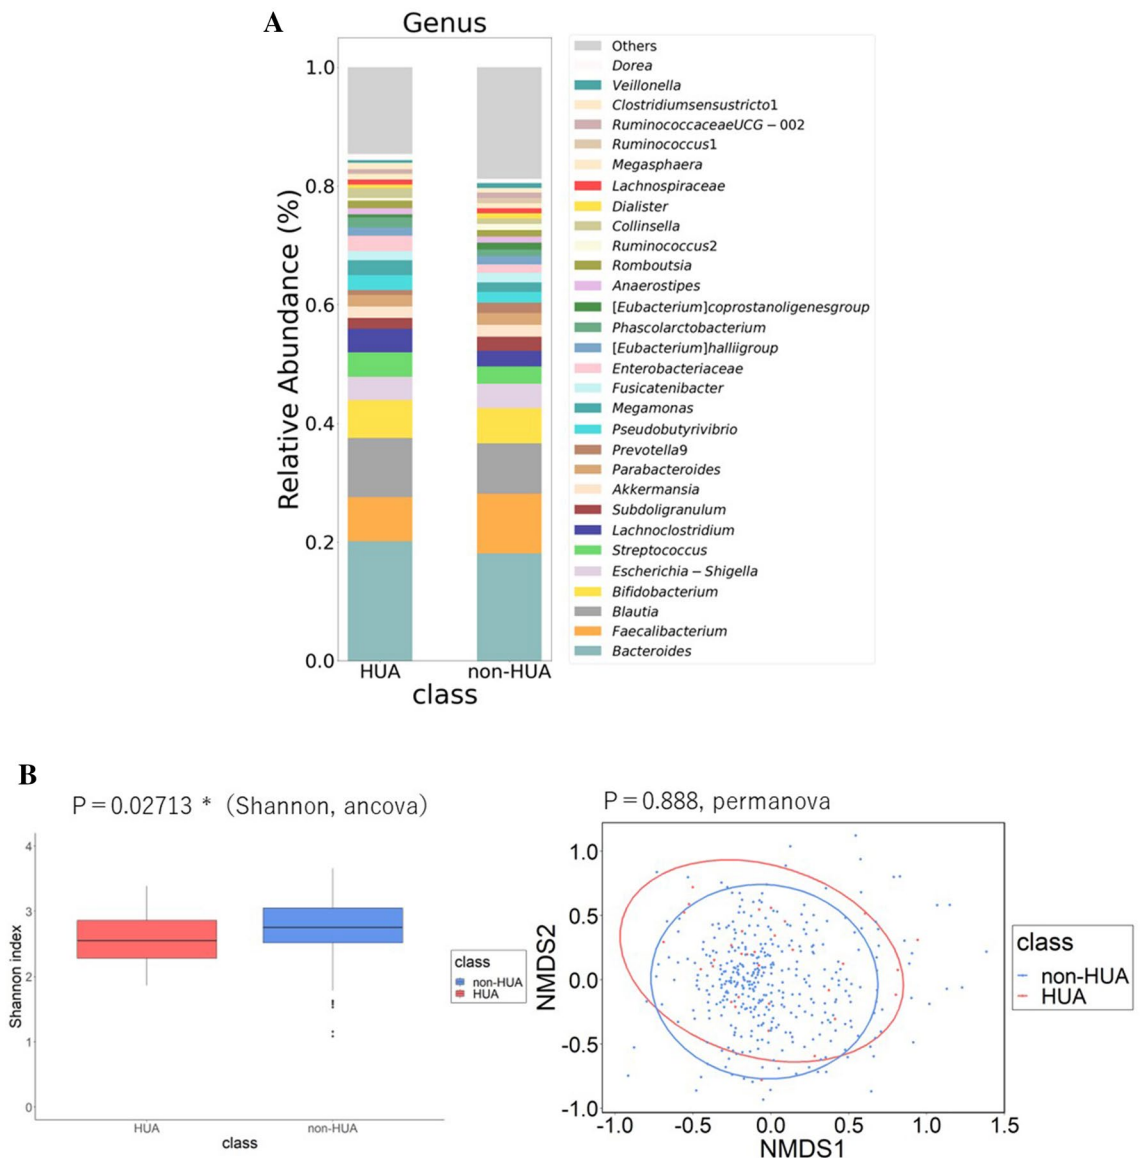 A
Genus
Relative Abundance (%)
1.0
0.8
0.6
0.4
0.2
0.0
HUA
non-HUA
class
Others
Dorea
Veillonella
Clostridiumsensustricto1
RuminococcaceaeUCG − 002
Ruminococcus1
Megasphaera
Lachnospiraceae
Dialister
Collinsella
Ruminococcus2
Romboutsia
Anaerostipes
[Eubacterium]coprostanoligenesgroup
Phascolarctobacterium
[Eubacterium]halliigroup
Enterobacteriaceae
Fusicatenibacter
Megamonas
Pseudobutyrivibrio
Prevotella9
Parabacteroides
Akkermansia
Subdoligranulum
Lachnoclostridium
Streptococcus
Escherichia − Shigella
Bifidobacterium
Blautia
Faecalibacterium
Bacteroides
B
P = 0.02713 * (Shannon, ancova)
Shannon index
4
3
2
1
0
HUA
non-HUA
class
class
non-HUA
HUA
P = 0.888, permanova
NMDS2
1.0
0.5
0.0
-0.5
-1.0
-1.0
-0.5
0.0
0.5
1.0
1.5
NMDS1
class
non-HUA
HUA